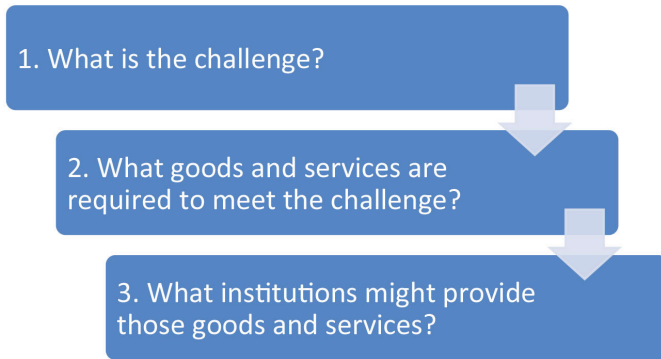 1. What is the challenge?
2. What goods and services are
required to meet the challenge?
3. What institutions might provide
those goods and services?